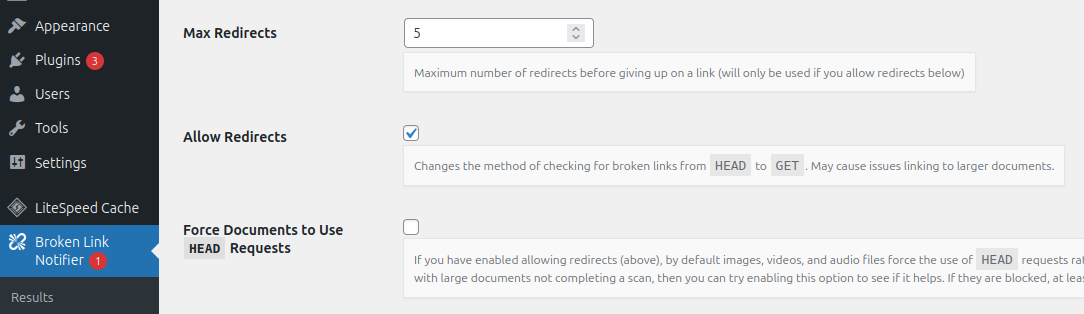 Appearance
Plugins 3
Users
Tools
Settings
LiteSpeed Cache
Broken Link
Notifier 1
Results
Max Redirects
5
Maximum number of redirects before giving up on a link (will only be used if you allow redirects below)
Allow Redirects
Changes the method of checking for broken links from HEAD to GET. May cause issues linking to larger documents.
Force Documents to Use
HEAD Requests
If you have enabled allowing redirects (above), by default images, videos, and audio files force the use of HEAD requests
with large documents not completing a scan, then you can try enabling this option to see if it helps. If they are blocked, at